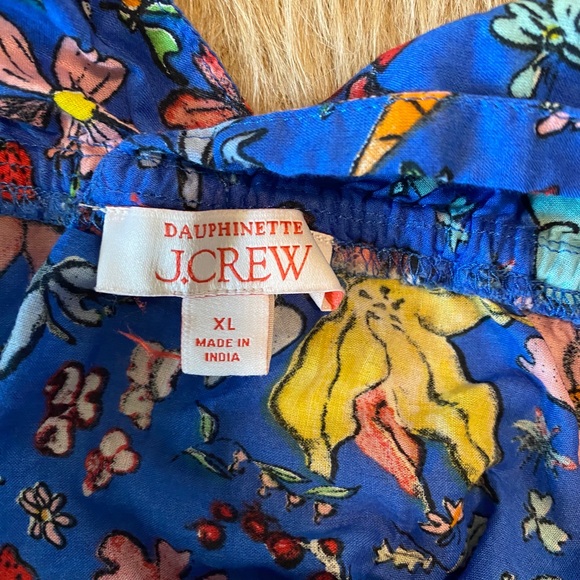 DAUPHINETTE
J.CREW
XL
MADE IN
INDIA